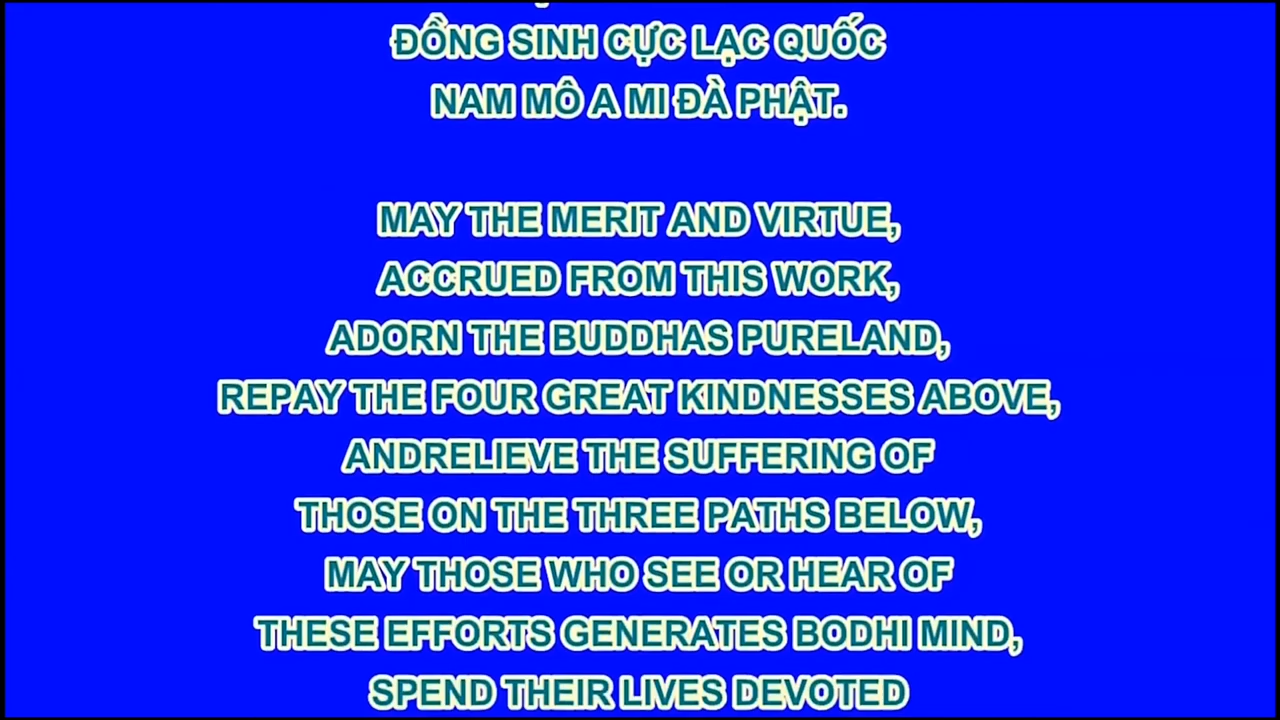 ĐỒNG SINH CỰC LẠC QUỐC
NAM MÔ A MI ĐÀ PHẬT.
MAY THE MERIT AND VIRTUE,
ACCRUED FROM THIS WORK,
ADORN THE BUDDHAS PURELAND,
REPAY THE FOUR GREAT KINDNESSES ABOVE,
ANDRELIEVE THE SUFFERING OF
THOSE ON THE THREE PATHS BELOW,
MAY THOSE WHO SEE OR HEAR OF
THESE EFFORTS GENERATES BODHI MIND,
SPEND THEIR LIVES DEVOTED